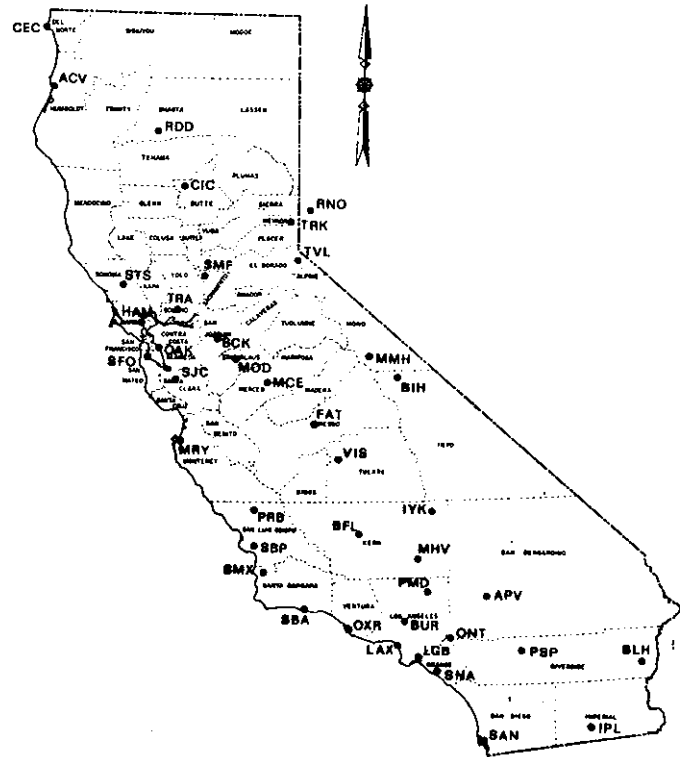 CEC
DEL NORTE
SISKIYOU
MODOC
ACV
HUMBOLDT
TRINITY
SHASTA
LASSEN
RDD
TEHAMA
PLUMAS
CIC
MENDOCINO
GLENN
BUTTE
SIERRA
RNO
NEVADA
TRK
LAKE
COLUSA
SUTTER
YUBA
PLACER
TVL
EL DORADO
ALPINE
SONOMA
STS
NAPA
YOLO
SMF
AMADOR
SOLANO
TRA
HAM
CALAVERAS
TUOLUMNE
MONO
SAN JOAQUIN
SCK
CONTRA COSTA
SAN FRANCISCO
OAK
SFO
STANISLAUS
MOD
MARIPOSA
MMH
BIH
SAN MATEO
SJC
SANTA CLARA
MERCED
MCE
MADERA
SANTA CRUZ
FAT
FRESNO
SAN BENITO
INYO
MRY
MONTEREY
VIS
TULARE
KINGS
PRB
IYK
SAN LUIS OBISPO
BFL
KERN
SBP
MHV
SAN BERNARDINO
SMX
SANTA BARBARA
PMD
APV
VENTURA
LOS ANGELES
SBA
OXR
BUR
ONT
LAX
LGB
ORANGE
PSP
RIVERSIDE
BLH
SNA
SAN DIEGO
IMPERIAL
IPL
SAN